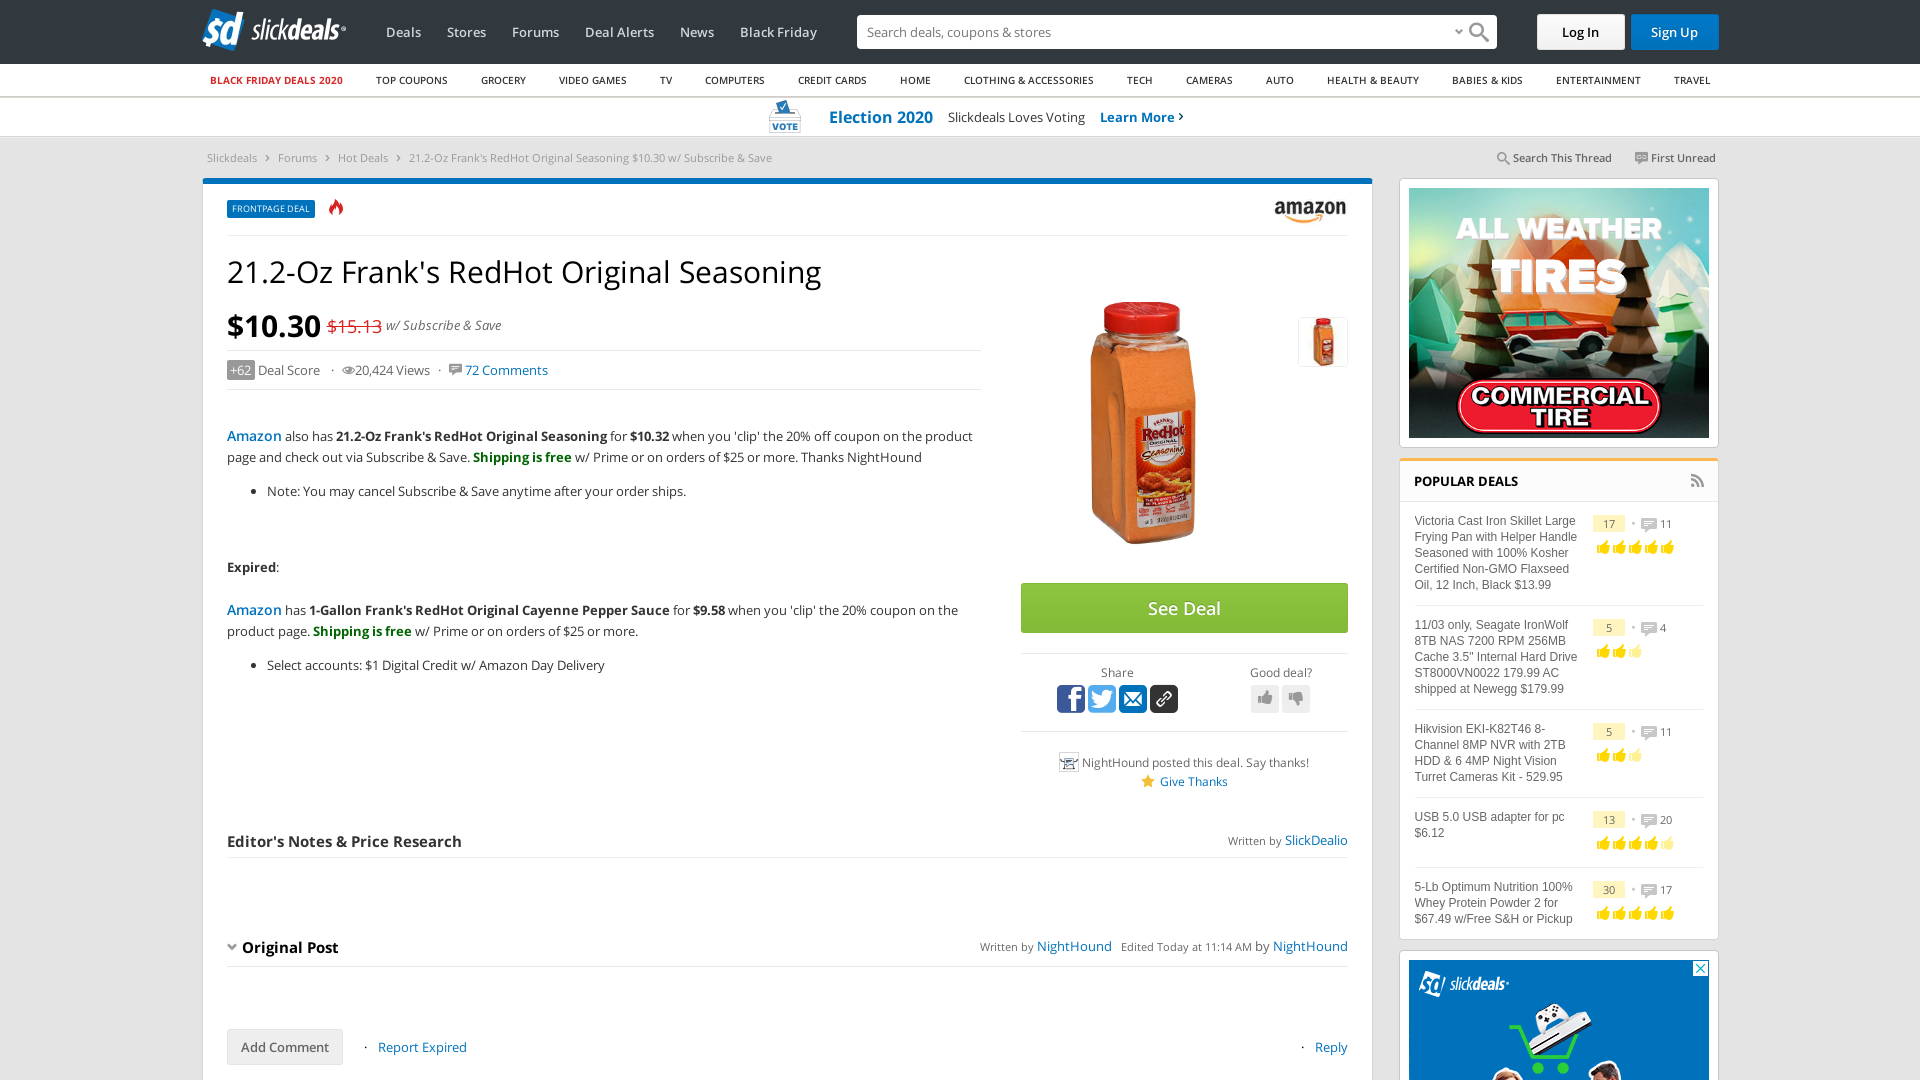 slickdeals
Deals Stores Forums Deal Alerts News Black Friday Search deals, coupons & stores Log In Sign Up
BLACK FRIDAY DEALS 2020 TOP COUPONS GROCERY VIDEO GAMES TV COMPUTERS CREDIT CARDS HOME CLOTHING & ACCESSORIES TECH CAMERAS AUTO HEALTH & BEAUTY BABIES & KIDS ENTERTAINMENT TRAVEL
VOTE Election 2020 Slickdeals Loves Voting Learn More
Slickdeals Forums Hot Deals 21.2-Oz Frank's RedHot Original Seasoning $10.30 w/ Subscribe & Save Search This Thread First Unread
FRONTPAGE DEAL amazon
21.2-Oz Frank's RedHot Original Seasoning
$10.30 $15.13 w/ Subscribe & Save
+62 Deal Score · 20,424 Views · 72 Comments
Amazon also has 21.2-Oz Frank's RedHot Original Seasoning for $10.32 when you 'clip' the 20% off coupon on the product
page and check out via Subscribe & Save. Shipping is free w/ Prime or on orders of $25 or more. Thanks NightHound
• Note: You may cancel Subscribe & Save anytime after your order ships.
Expired:
Amazon has 1-Gallon Frank's RedHot Original Cayenne Pepper Sauce for $9.58 when you 'clip' the 20% coupon on the
product page. Shipping is free w/ Prime or on orders of $25 or more.
• Select accounts: $1 Digital Credit w/ Amazon Day Delivery
FRANK'S
RedHot
ORIGINAL
Seasoning
See Deal
Share Good deal?
NightHound posted this deal. Say thanks!
Give Thanks
Editor's Notes & Price Research Written by SlickDealio
Original Post Written by NightHound Edited Today at 11:14 AM by NightHound
Add Comment · Report Expired · Reply
ALL WEATHER
TIRES
COMMERCIAL
TIRE
POPULAR DEALS
Victoria Cast Iron Skillet Large 17 • 11
Frying Pan with Helper Handle
Seasoned with 100% Kosher
Certified Non-GMO Flaxseed
Oil, 12 Inch, Black $13.99
11/03 only, Seagate IronWolf 5 • 4
8TB NAS 7200 RPM 256MB
Cache 3.5" Internal Hard Drive
ST8000VN0022 179.99 AC
shipped at Newegg $179.99
Hikvision EKI-K82T46 8- 5 • 11
Channel 8MP NVR with 2TB
HDD & 6 4MP Night Vision
Turret Cameras Kit - 529.95
USB 5.0 USB adapter for pc 13 • 20
$6.12
5-Lb Optimum Nutrition 100% 30 • 17
Whey Protein Powder 2 for
$67.49 w/Free S&H or Pickup
slickdeals